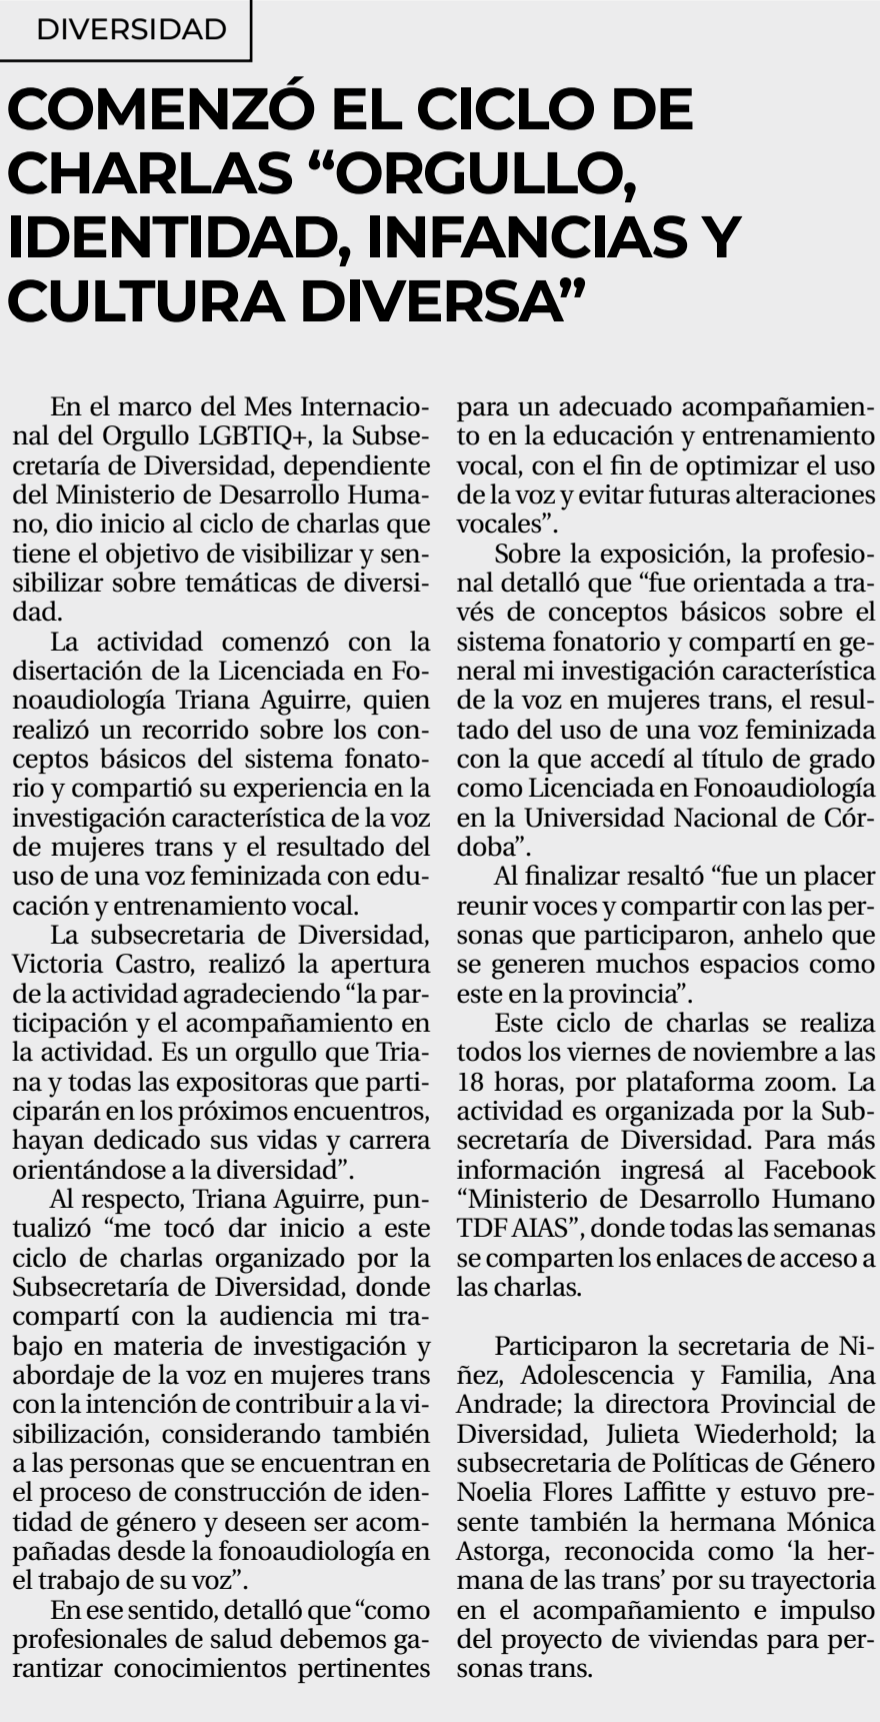 DIVERSIDAD
COMENZÓ EL CICLO DE
CHARLAS “ORGULLO,
IDENTIDAD, INFANCIAS Y
CULTURA DIVERSA”
En el marco del Mes Internacio-
nal del Orgullo LGBTIQ+, la Subse-
cretaría de Diversidad, dependiente
del Ministerio de Desarrollo Huma-
no, dio inicio al ciclo de charlas que
tiene el objetivo de visibilizar y sen-
sibilizar sobre temáticas de diversi-
dad.
La actividad comenzó con la
disertación de la Licenciada en Fo-
noaudiología Triana Aguirre, quien
realizó un recorrido sobre los con-
ceptos básicos del sistema fonato-
rio y compartió su experiencia en la
investigación característica de la voz
de mujeres trans y el resultado del
uso de una voz feminizada con edu-
cación y entrenamiento vocal.
La subsecretaria de Diversidad,
Victoria Castro, realizó la apertura
de la actividad agradeciendo “la par-
ticipación y el acompañamiento en
la actividad. Es un orgullo que Tria-
na y todas las expositoras que parti-
ciparán en los próximos encuentros,
hayan dedicado sus vidas y carrera
orientándose a la diversidad”.
Al respecto, Triana Aguirre, pun-
tualizó “me tocó dar inicio a este
ciclo de charlas organizado por la
Subsecretaría de Diversidad, donde
compartí con la audiencia mi tra-
bajo en materia de investigación y
abordaje de la voz en mujeres trans
con la intención de contribuir a la vi-
sibilización, considerando también
a las personas que se encuentran en
el proceso de construcción de iden-
tidad de género y deseen ser acom-
pañadas desde la fonoaudiología en
el trabajo de su voz”.
En ese sentido, detalló que “como
profesionales de salud debemos ga-
rantizar conocimientos pertinentes
para un adecuado acompañamien-
to en la educación y entrenamiento
vocal, con el fin de optimizar el uso
de la voz y evitar futuras alteraciones
vocales”.
Sobre la exposición, la profesio-
nal detalló que “fue orientada a tra-
vés de conceptos básicos sobre el
sistema fonatorio y compartí en ge-
neral mi investigación característica
de la voz en mujeres trans, el resul-
tado del uso de una voz feminizada
con la que accedí al título de grado
como Licenciada en Fonoaudiología
en la Universidad Nacional de Cór-
doba”.
Al finalizar resaltó “fue un placer
reunir voces y compartir con las per-
sonas que participaron, anhelo que
se generen muchos espacios como
este en la provincia”.
Este ciclo de charlas se realiza
todos los viernes de noviembre a las
18 horas, por plataforma zoom. La
actividad es organizada por la Sub-
secretaría de Diversidad. Para más
información ingresá al Facebook
“Ministerio de Desarrollo Humano
TDF AIAS”, donde todas las semanas
se comparten los enlaces de acceso a
las charlas.
Participaron la secretaria de Ni-
ñez, Adolescencia y Familia, Ana
Andrade; la directora Provincial de
Diversidad, Julieta Wiederhold; la
subsecretaria de Políticas de Género
Noelia Flores Laffitte y estuvo pre-
sente también la hermana Mónica
Astorga, reconocida como ‘la her-
mana de las trans’ por su trayectoria
en el acompañamiento e impulso
del proyecto de viviendas para per-
sonas trans.